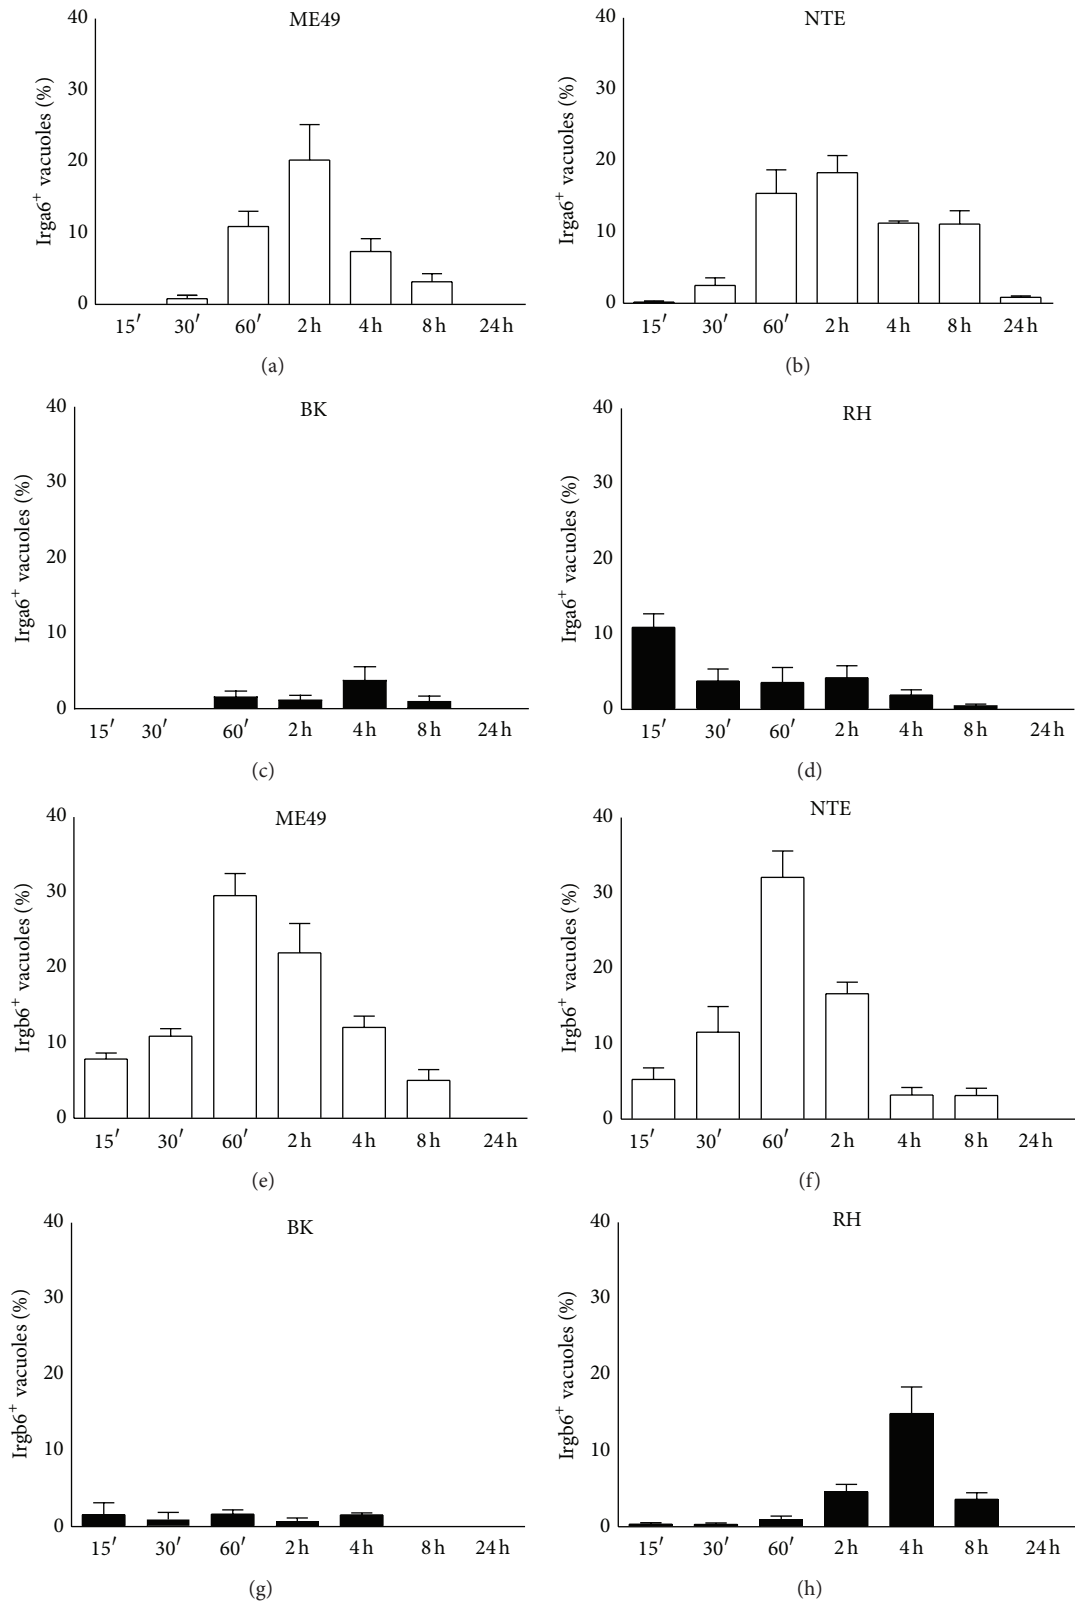 ME49
Irga6+ vacuoles (%)
40
30
20
10
0
15′ 30′ 60′ 2 h 4 h 8 h 24 h
(a)
NTE
Irga6+ vacuoles (%)
40
30
20
10
0
15′ 30′ 60′ 2 h 4 h 8 h 24 h
(b)
BK
Irga6+ vacuoles (%)
40
30
20
10
0
15′ 30′ 60′ 2 h 4 h 8 h 24 h
(c)
RH
Irga6+ vacuoles (%)
40
30
20
10
0
15′ 30′ 60′ 2 h 4 h 8 h 24 h
(d)
ME49
Irgb6+ vacuoles (%)
40
30
20
10
0
15′ 30′ 60′ 2 h 4 h 8 h 24 h
(e)
NTE
Irgb6+ vacuoles (%)
40
30
20
10
0
15′ 30′ 60′ 2 h 4 h 8 h 24 h
(f)
BK
Irgb6+ vacuoles (%)
40
30
20
10
0
15′ 30′ 60′ 2 h 4 h 8 h 24 h
(g)
RH
Irgb6+ vacuoles (%)
40
30
20
10
0
15′ 30′ 60′ 2 h 4 h 8 h 24 h
(h)